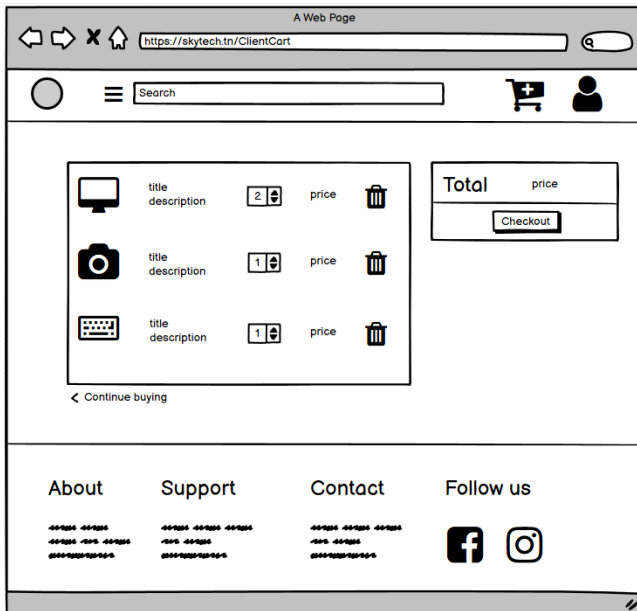 A Web Page
https://skytech.tn/ClientCart
Search
title
description
2
price
title
description
1
price
title
description
1
price
Total
price
Checkout
Continue buying
About
Support
Contact
Follow us